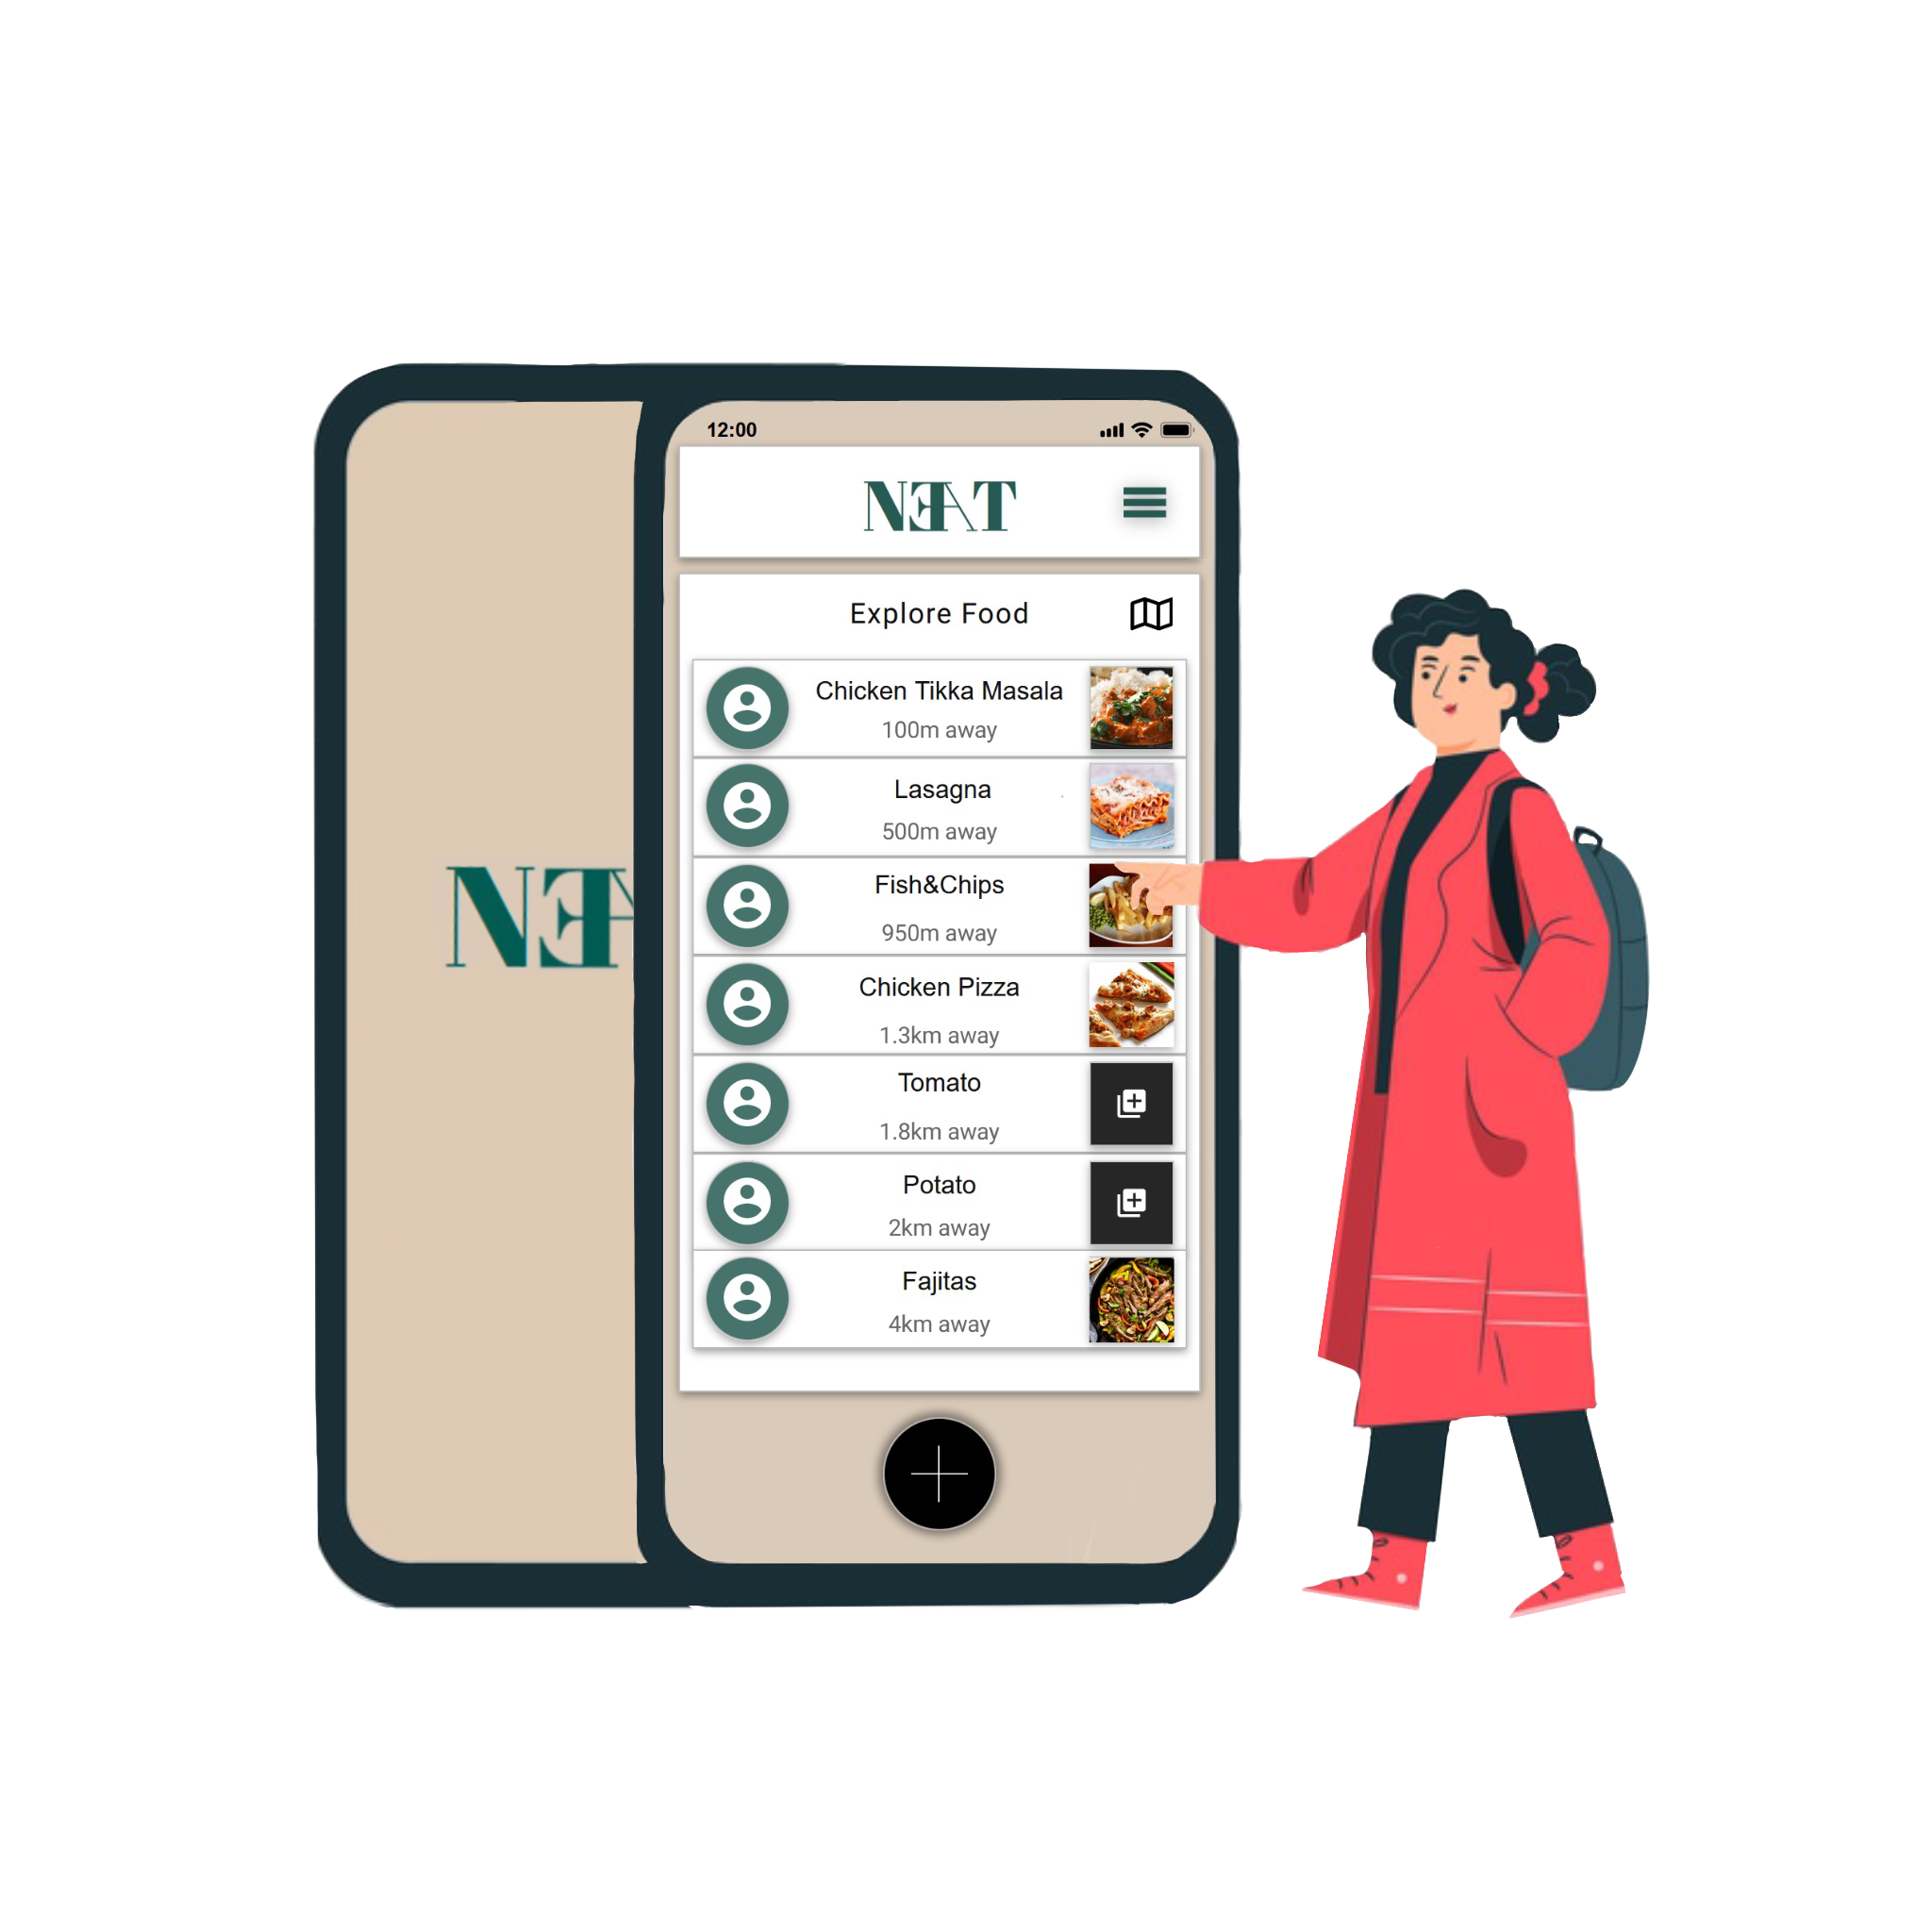 12:00
NEAT
Explore Food
Chicken Tikka Masala
100m away
Lasagna
500m away
Fish&Chips
950m away
Chicken Pizza
1.3km away
Tomato
1.8km away
Potato
2km away
Fajitas
4km away
NEA